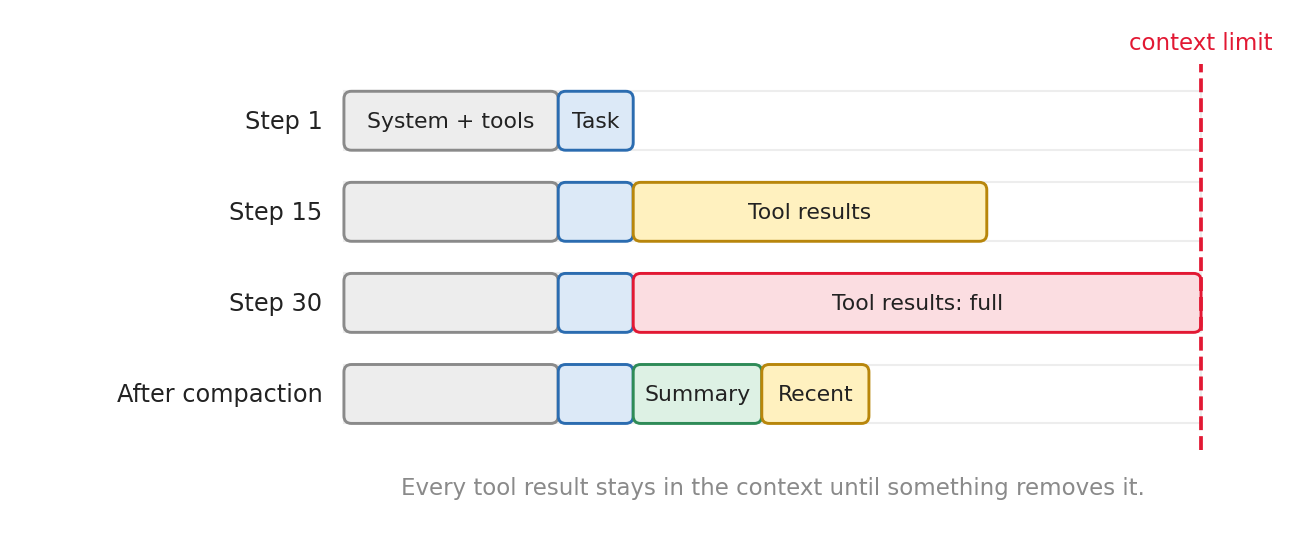 context limit
Step 1
System + tools
Task
Step 15
Tool results
Step 30
Tool results: full
After compaction
Summary
Recent
Every tool result stays in the context until something removes it.